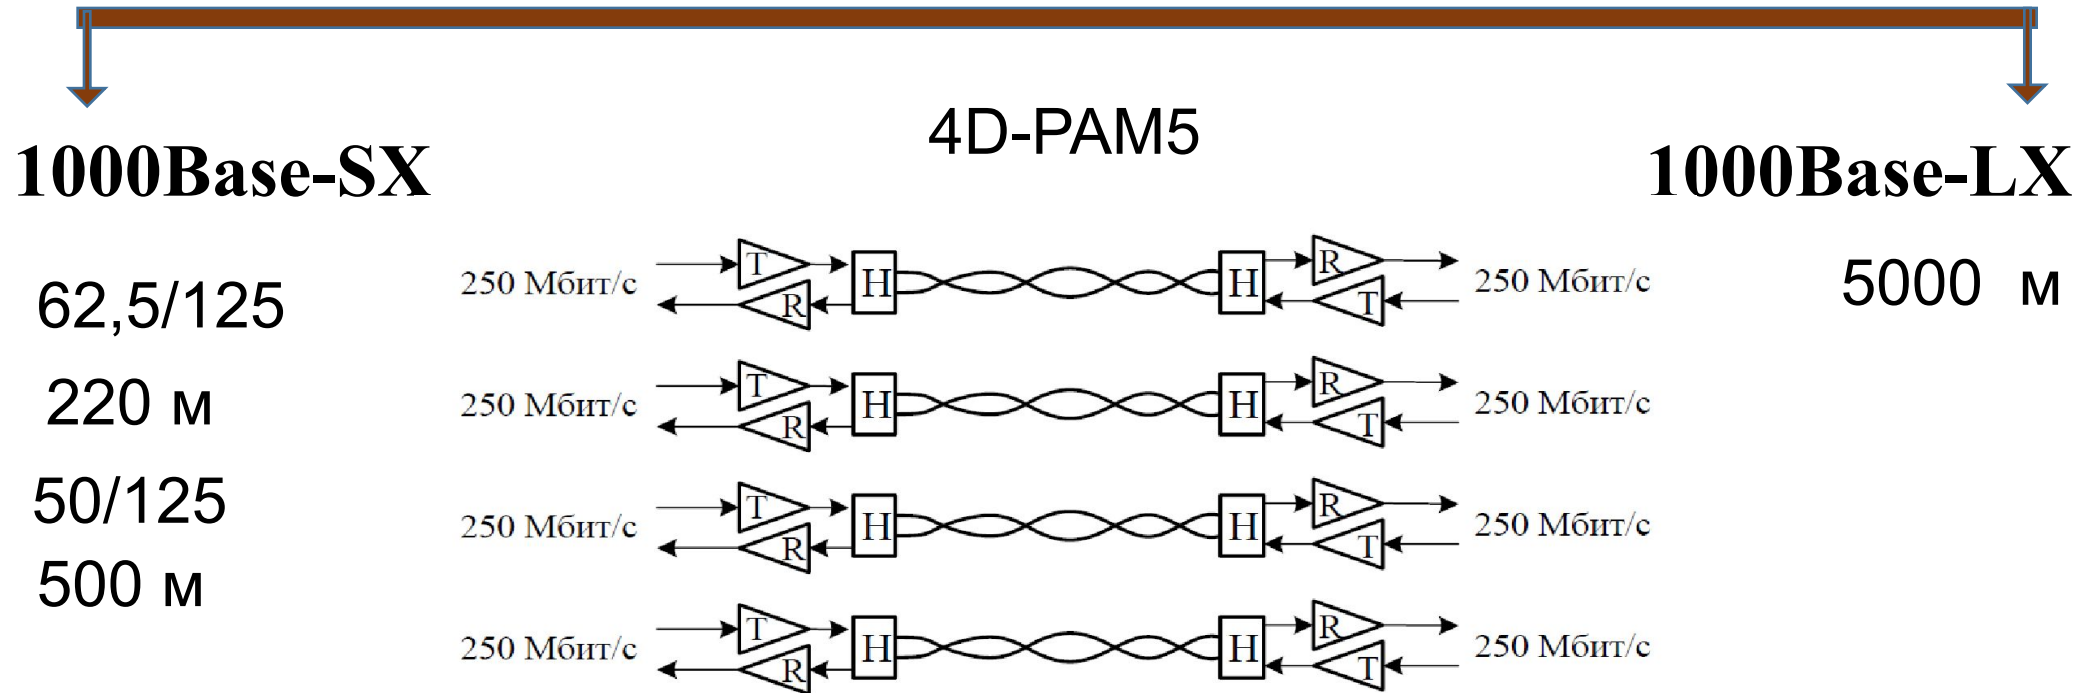 4D-PAM5
1000Base-SX
1000Base-LX
62,5/125
220 м
50/125
500 м
250 Мбит/с T R H H R T 250 Мбит/с
250 Мбит/с T R H H R T 250 Мбит/с
250 Мбит/с T R H H R T 250 Мбит/с
250 Мбит/с T R H H R T 250 Мбит/с
5000 м